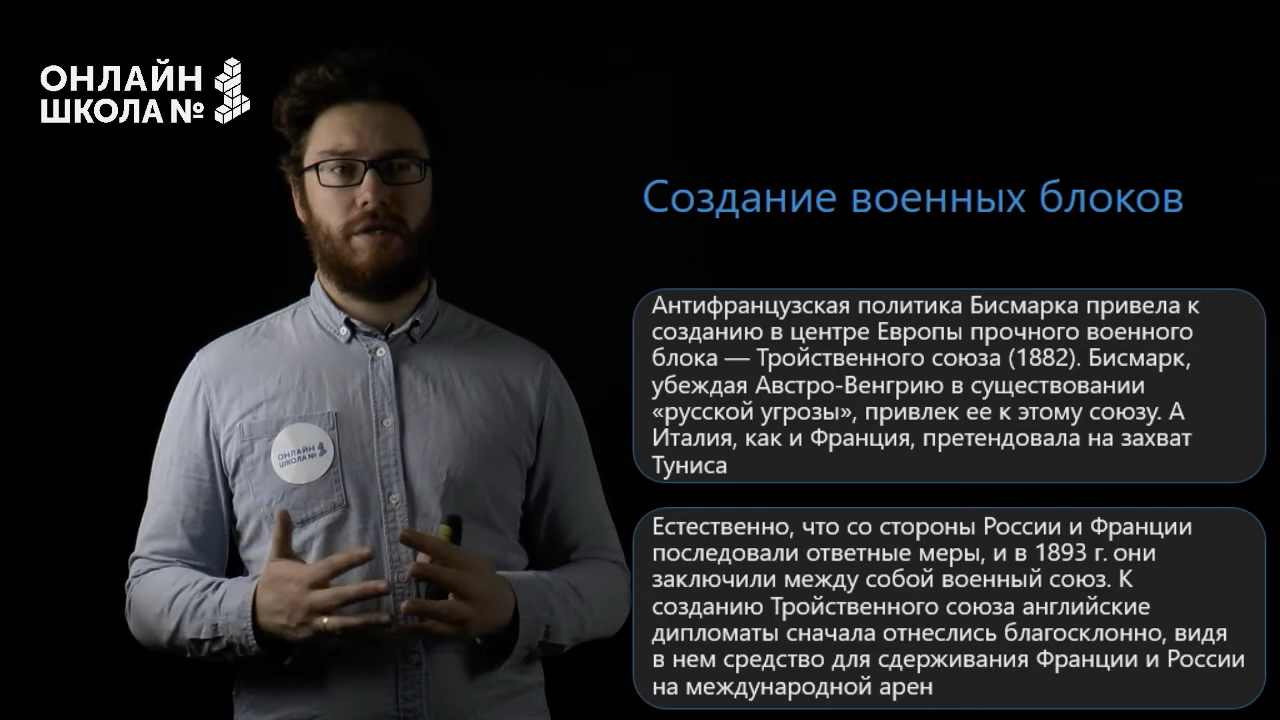 ОНЛАЙН
ШКОЛА №
Создание военных блоков
Антифранцузская политика Бисмарка привела к
созданию в центре Европы прочного военного
блока — Тройственного союза (1882). Бисмарк,
убеждая Австро-Венгрию в существовании
«русской угрозы», привлек ее к этому союзу. А
Италия, как и Франция, претендовала на захват
Туниса
Естественно, что со стороны России и Франции
последовали ответные меры, и в 1893 г. они
заключили между собой военный союз. К
созданию Тройственного союза английские
дипломаты сначала отнеслись благосклонно, видя
в нем средство для сдерживания Франции и России
на международной арен
ОНЛАЙН
ШКОЛА №